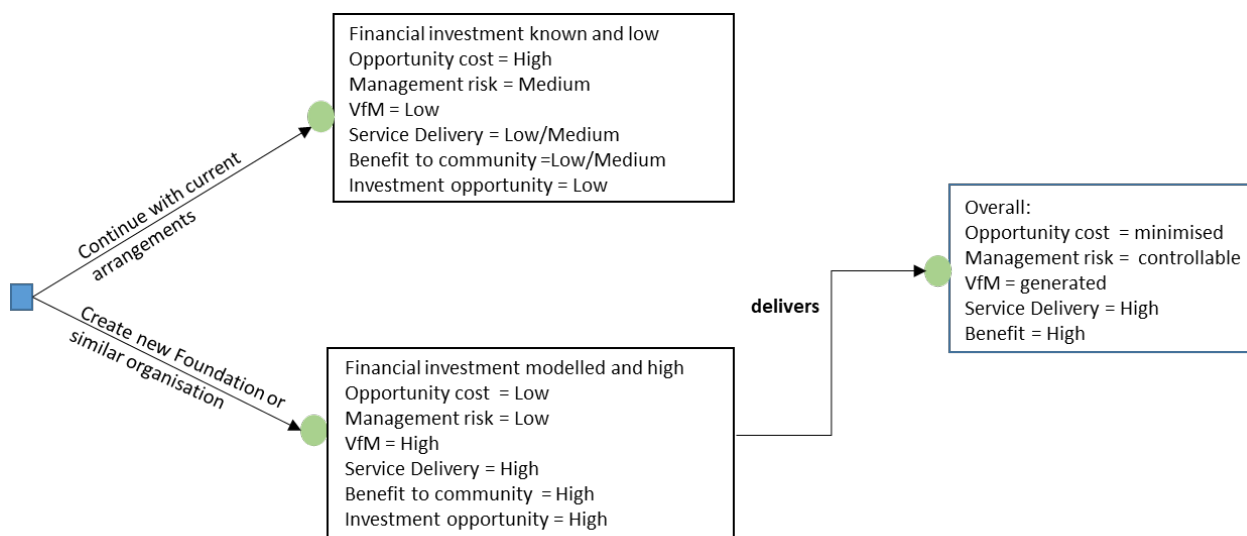 Financial investment known and low
Opportunity cost = High
Management risk = Medium
VfM = Low
Service Delivery = Low/Medium
Benefit to community =Low/Medium
Investment opportunity = Low
Continue with current
arrangements
Create new Foundation or
similar organisation
Financial investment modelled and high
Opportunity cost = Low
Management risk = Low
VfM = High
Service Delivery = High
Benefit to community = High
Investment opportunity = High
delivers
Overall:
Opportunity cost = minimised
Management risk = controllable
VfM = generated
Service Delivery = High
Benefit = High